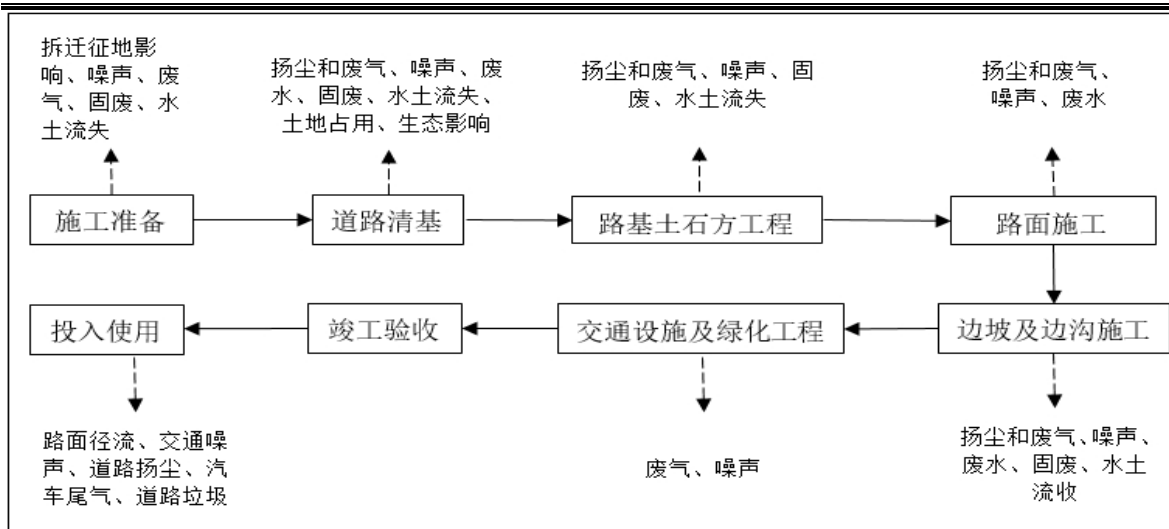 拆迁征地影
响、噪声、废
气、固废、水
土流失
扬尘和废气、噪声、废
水、固废、水土流失、
土地占用、生态影响
扬尘和废气、噪声、固
废、水土流失
扬尘和废气、
噪声、废水
施工准备
道路清基
路基土石方工程
路面施工
投入使用
竣工验收
交通设施及绿化工程
边坡及边沟施工
路面径流、交通噪
声、道路扬尘、汽
车尾气、道路垃圾
废气、噪声
扬尘和废气、噪声、
废水、固废、水土
流收